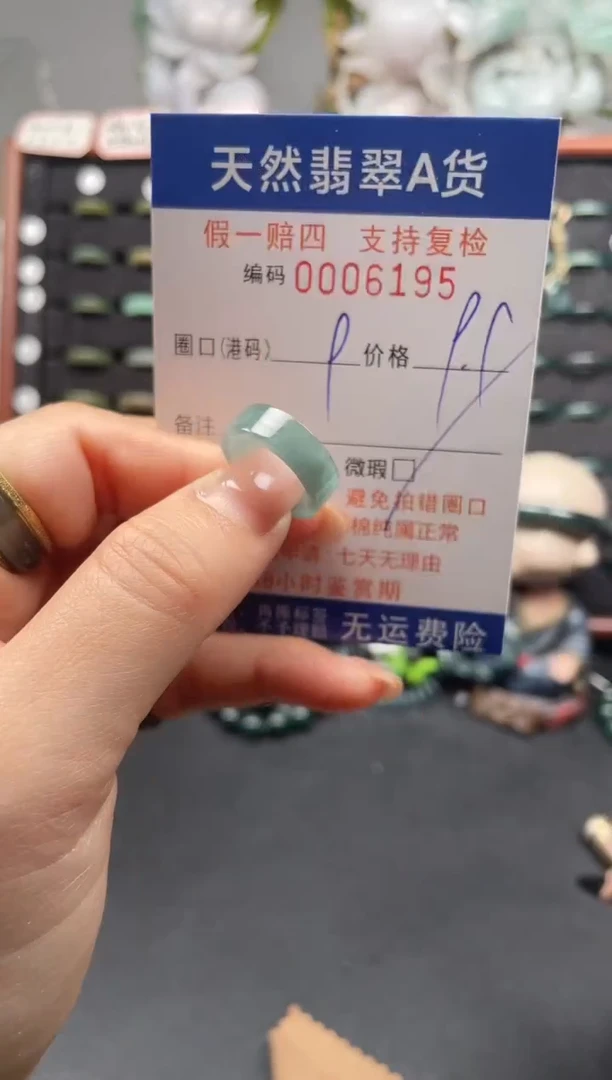 天然翡翠A货
假一赔四 支持复检
编码 0006195
圈口(港码) 价格
备注
微瑕
避免拍错圈口
棉纯属正常
七天无理由
小时鉴赏期
无运费险